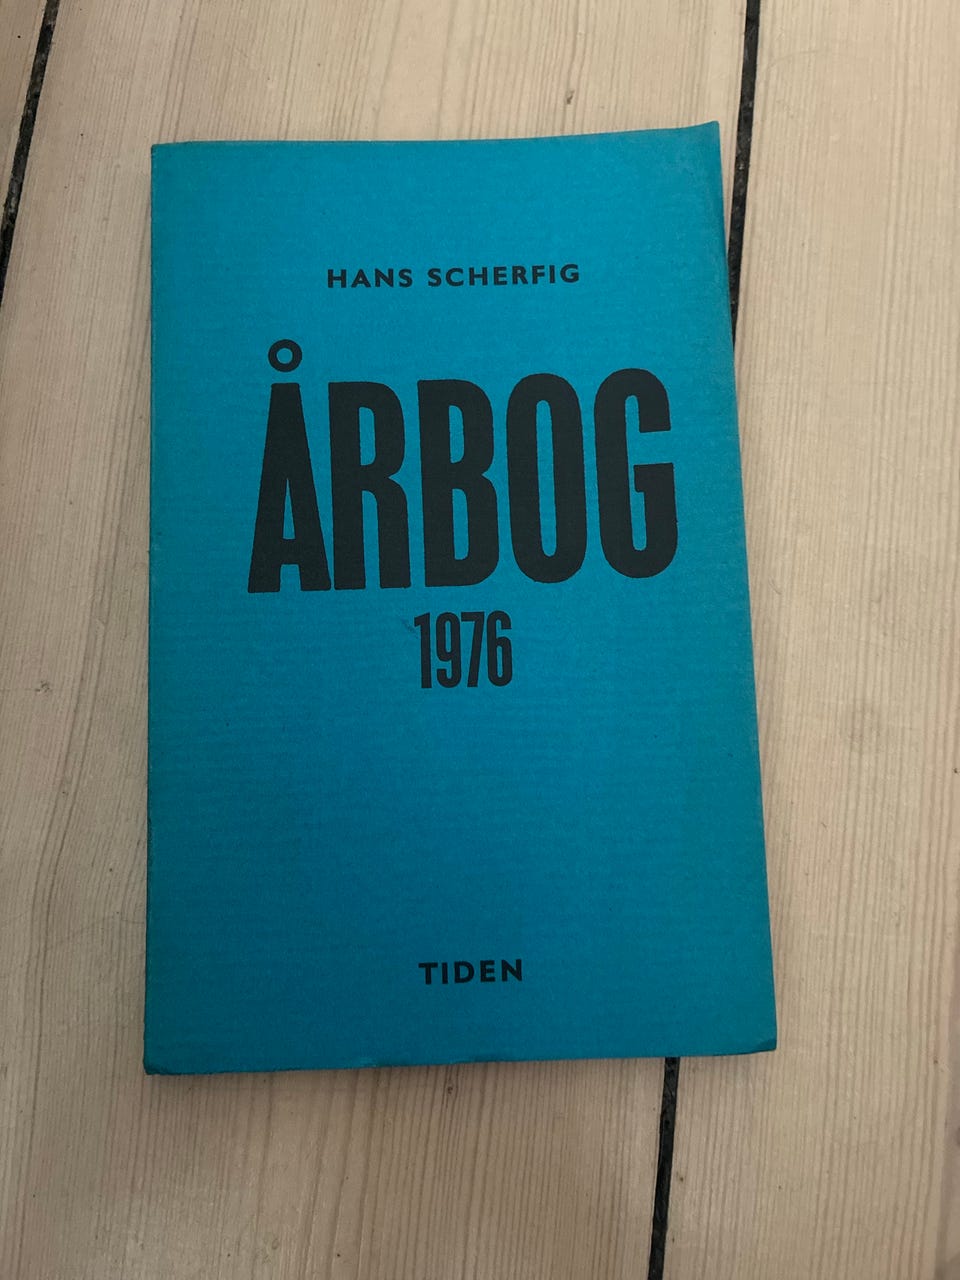 HANS SCHERFIG
ÅRBOG
1976
TIDEN